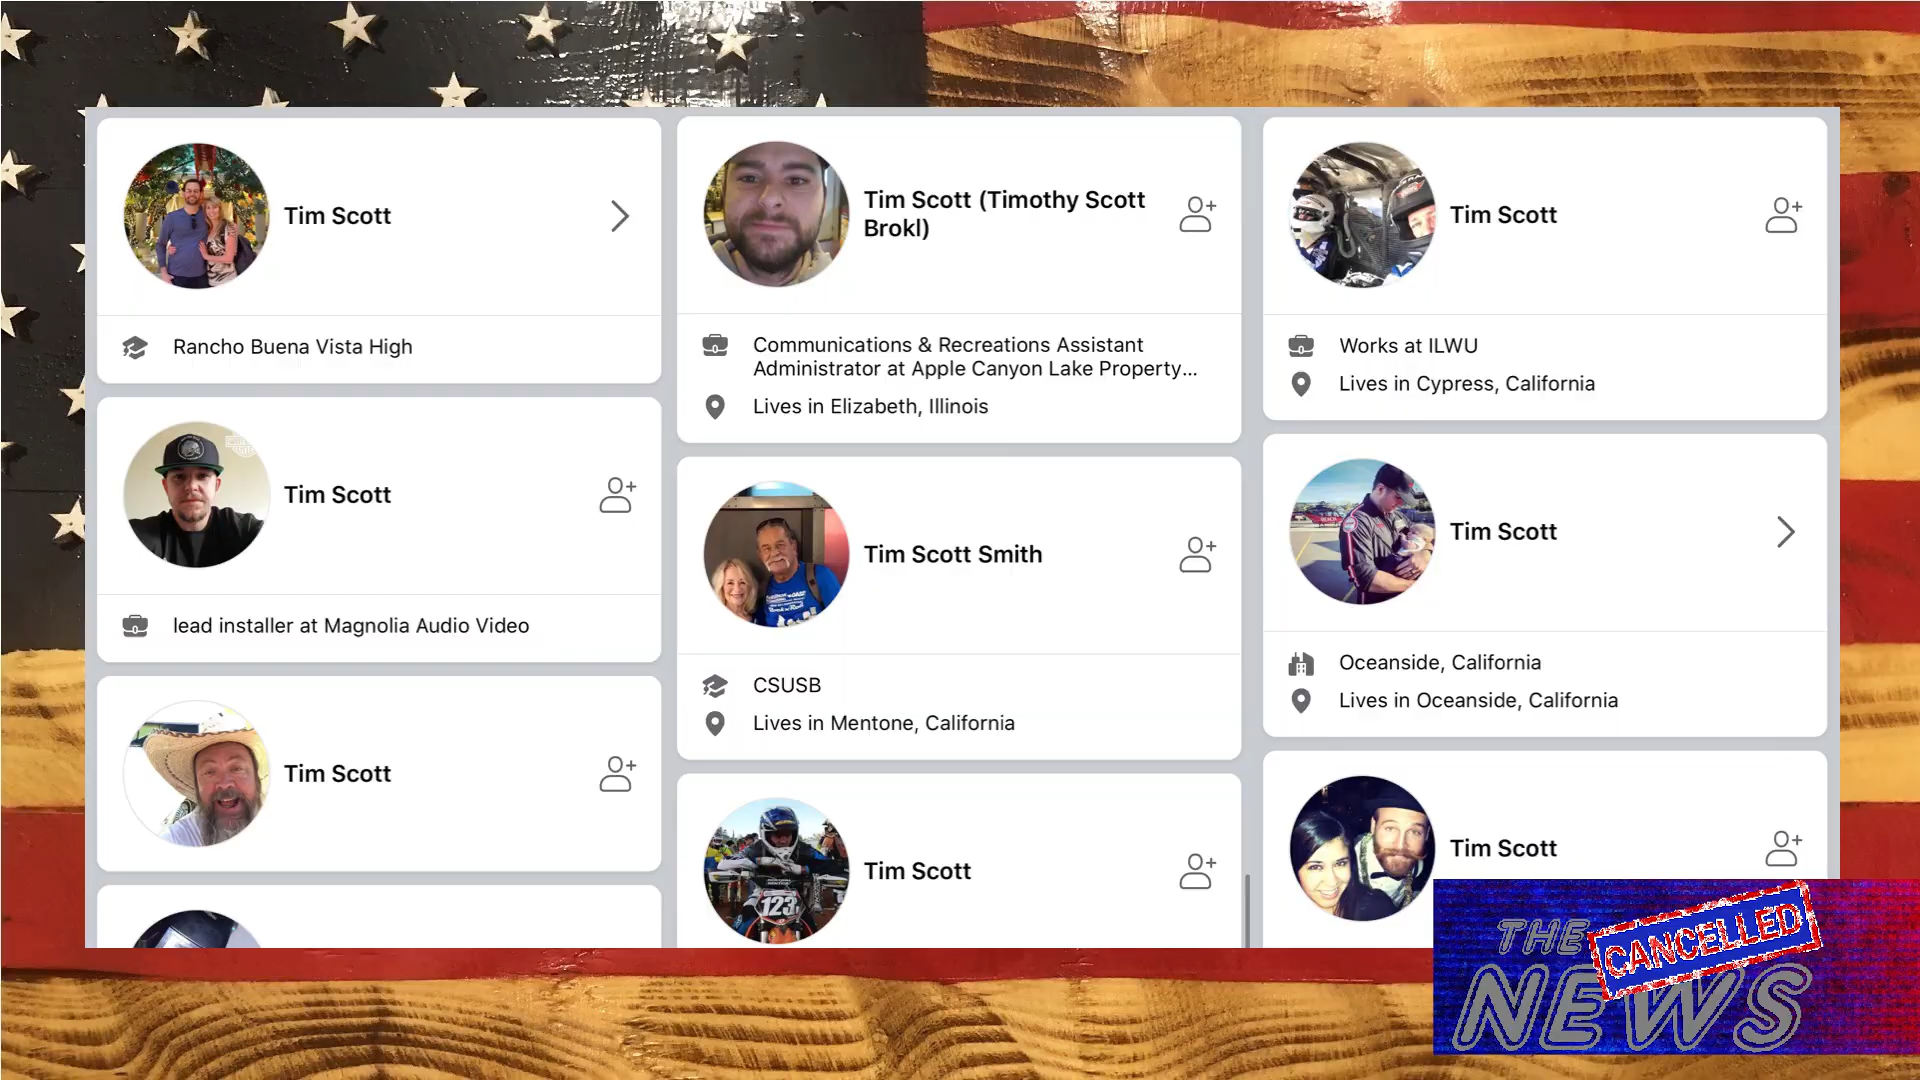 Tim Scott
Rancho Buena Vista High
Tim Scott
lead installer at Magnolia Audio Video
Tim Scott
Tim Scott (Timothy Scott
Brokl)
Communications & Recreations Assistant
Administrator at Apple Canyon Lake Property...
Lives in Elizabeth, Illinois
Tim Scott Smith
CSUSB
Lives in Mentone, California
Tim Scott
123
Tim Scott
Works at ILWU
Lives in Cypress, California
Tim Scott
Oceanside, California
Lives in Oceanside, California
Tim Scott
THE
CANCELLED
NEWS